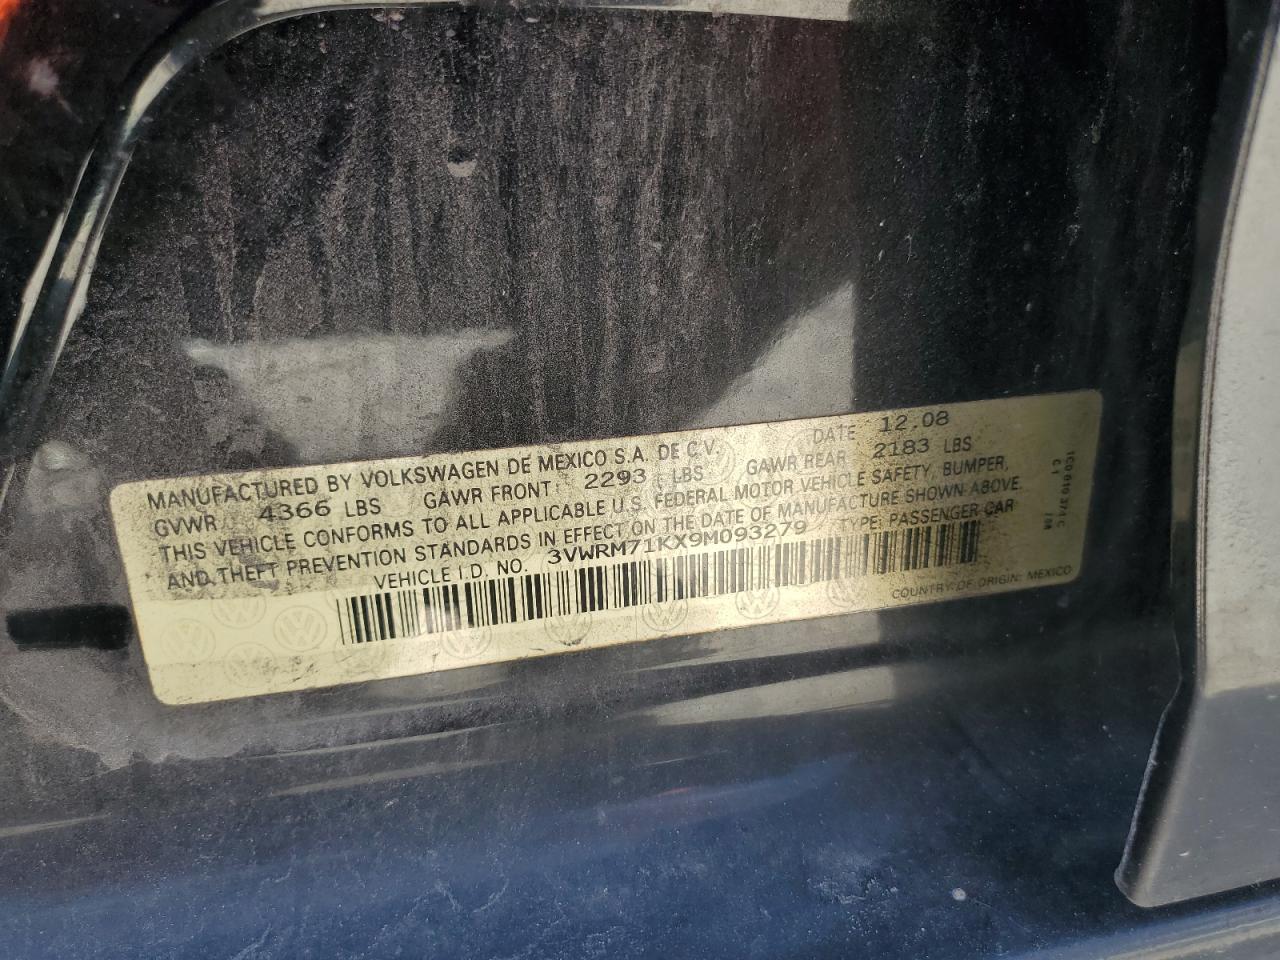 MANUFACTURED BY VOLKSWAGEN DE MEXICO S.A. DE C.V. DATE 12.08
GVWR 4366 LBS GAWR FRONT 2293 LBS GAWR REAR 2183 LBS
THIS VEHICLE CONFORMS TO ALL APPLICABLE U.S. FEDERAL MOTOR VEHICLE SAFETY, BUMPER,
AND THEFT PREVENTION STANDARDS IN EFFECT ON THE DATE OF MANUFACTURE SHOWN ABOVE.
VEHICLE I.D. NO. 3VWRM71KX9M093279 TYPE: PASSENGER CAR
COUNTRY OF ORIGIN: MEXICO